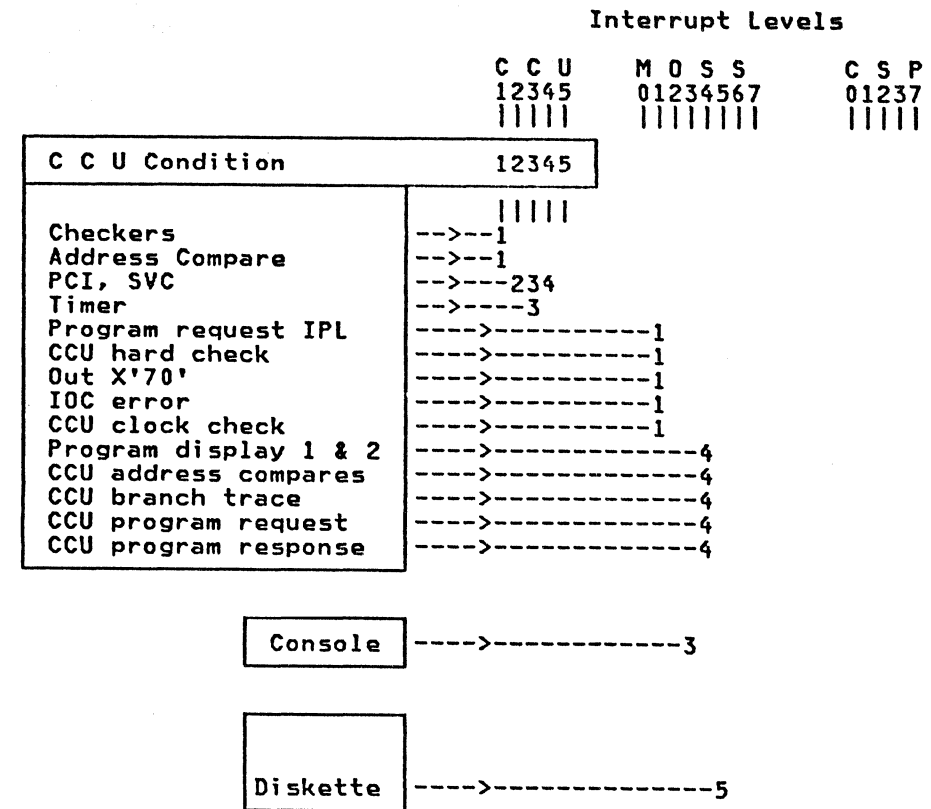 Interrupt Levels
C C U M O S S C S P
12345 01234567 01237
||||| |||||||| |||||
C C U Condition 12345
|||||
Checkers -->--1
Address Compare -->--1
PCI, SVC -->---234
Timer -->----3
Program request IPL ---->----------1
CCU hard check ---->----------1
Out X'70' ---->----------1
IOC error ---->----------1
CCU clock check ---->----------1
Program display 1 & 2 ---->-------------4
CCU address compares ---->-------------4
CCU branch trace ---->-------------4
CCU program request ---->-------------4
CCU program response ---->-------------4
Console ---->------------3
Diskette ---->--------------5